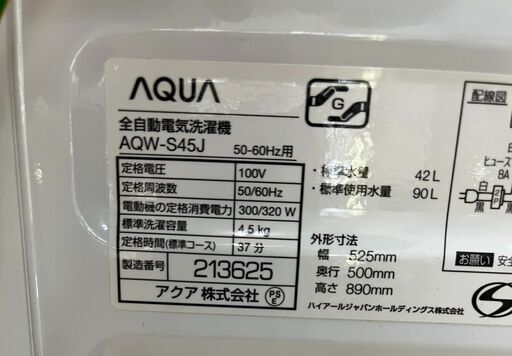 AQUA
G
全自動電気洗濯機
AQW-S45J 50-60Hz用
定格電圧 100V
定格周波数 50/60Hz
電動機の定格消費電力 300/320 W
標準洗濯容量 4.5 kg
定格時間(標準コース) 37分
製造番号 213625
アクア 株式会社 PSE
・標準水量 42 L
・標準使用水量 90 L
外形寸法
幅 525mm
奥行 500mm
高さ 890mm
ハイアールジャパンホールディングス株式会社
配線図
ヒューズ
8A
白
黒
黒
お願い 安全
S